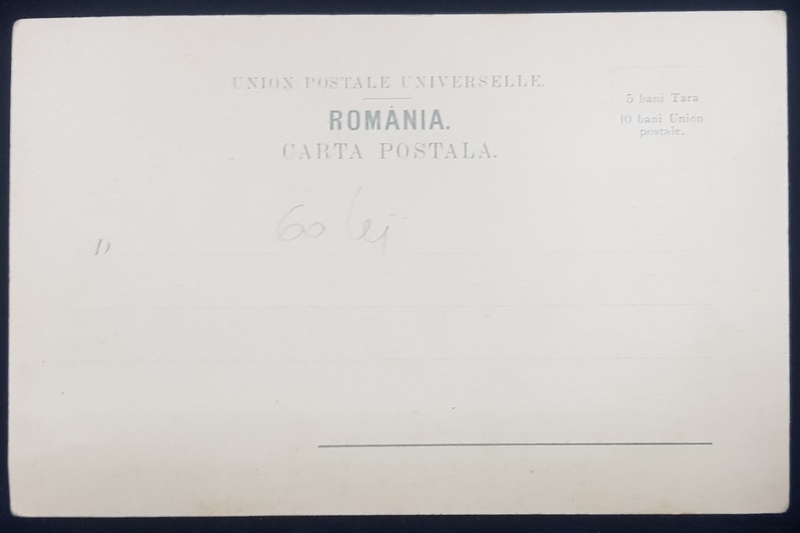 UNION POSTALE UNIVERSELLE.
ROMÂNIA.
CARTA POSTALA.
5 bani Tara
10 bani Union
postale.
60 lei
D